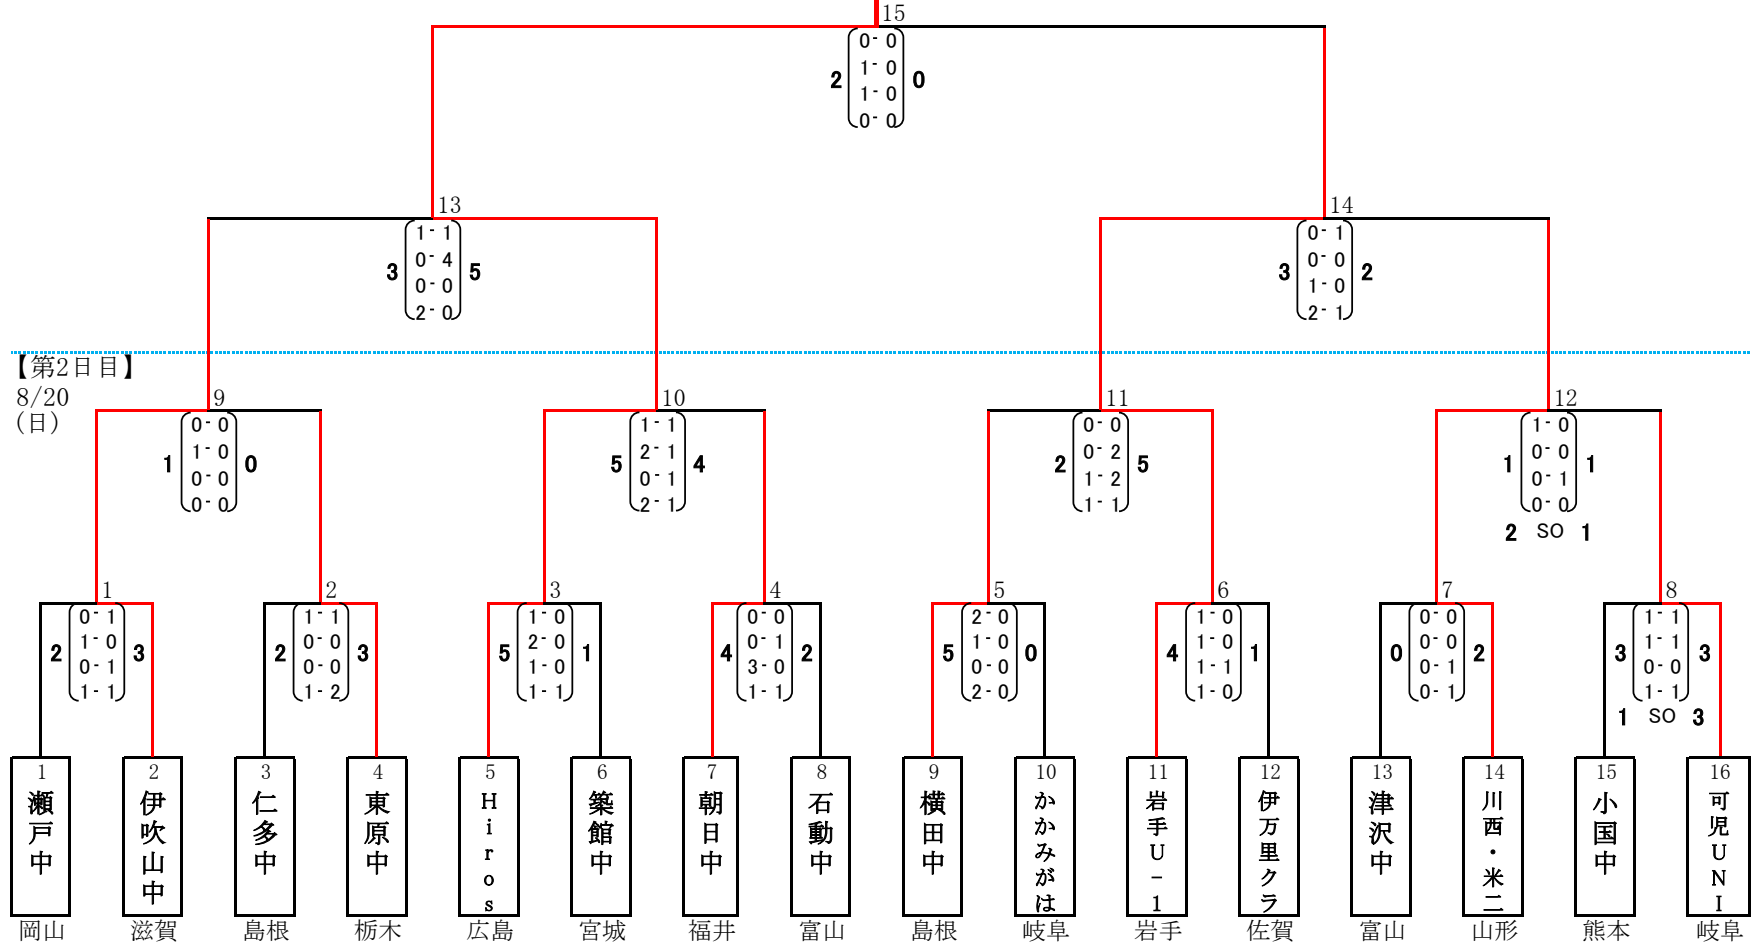 15
0-0
1-0
2 0
1-0
0-0
13 14
1-1 0-1
0-4 0-0
3 5 3 2
0-0 1-0
2-0 2-1
【第2日目】
8/20
(日)
9 10 11 12
0-0 1-1 0-0 1-0
1-0 2-1 0-2 0-0
1 0 5 4 2 5 1 1
0-0 0-1 1-2 0-1
0-0 2-1 1-1 0-0
2 SO 1
1 2 3 4 5 6 7 8
0-1 1-1 1-0 0-0 2-0 1-0 0-0 1-1
1-0 0-0 2-0 0-1 1-0 1-0 0-0 1-1
2 3 2 3 5 1 4 2 5 0 4 1 0 2 3 3
0-1 0-0 1-0 3-0 0-0 1-1 0-1 0-0
1-1 1-2 1-1 1-1 2-0 1-0 0-1 1-1
1 SO 3
1 2 3 4 5 6 7 8 9 10 11 12 13 14 15 16
瀬戸中
伊吹山中
仁多中
東原中
Hiros
築館中
朝日中
石動中
横田中
かかみがは
岩手U-1
伊万里クラ
津沢中
川西・米二
小国中
可児UNI
岡山 滋賀 島根 栃木 広島 宮城 福井 富山 島根 岐阜 岩手 佐賀 富山 山形 熊本 岐阜